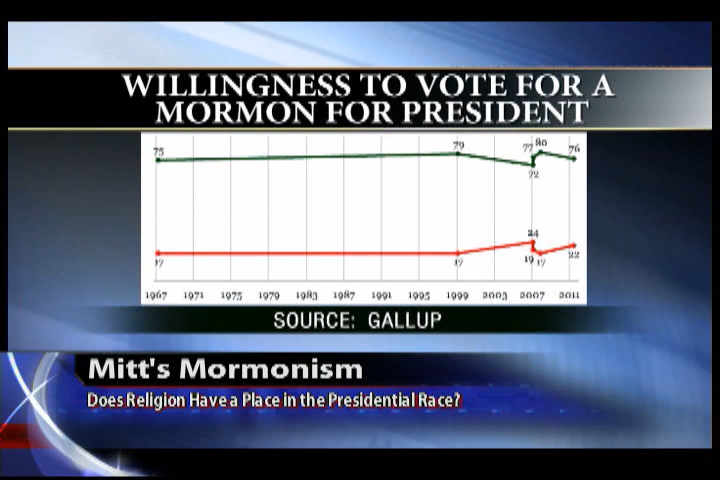 WILLINGNESS TO VOTE FOR A
MORMON FOR PRESIDENT
75 79 77 80 76
72
24
17 17 19 17 22
1967 1971 1975 1979 1983 1987 1991 1995 1999 2003 2007 2011
SOURCE: GALLUP
Mitt's Mormonism
Does Religion Have a Place in the Presidential Race?